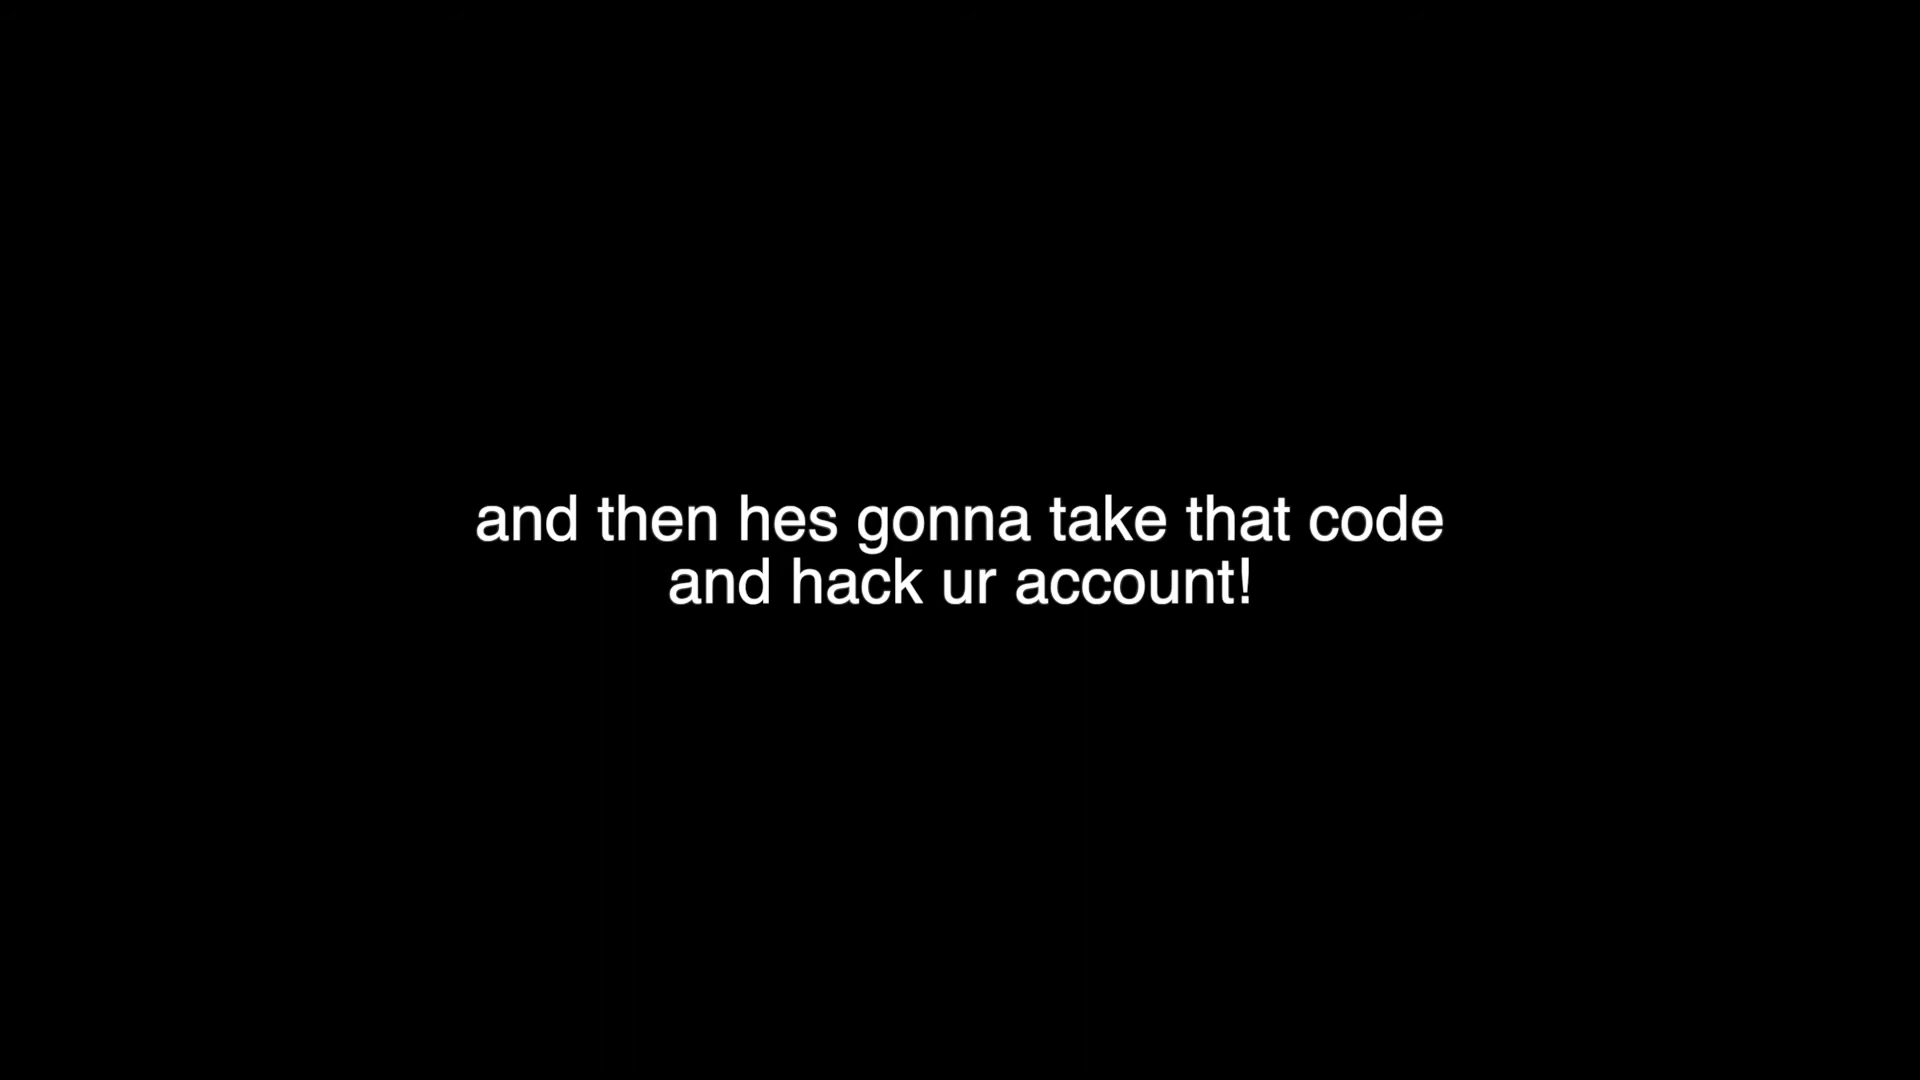 and then hes gonna take that code
and hack ur account!